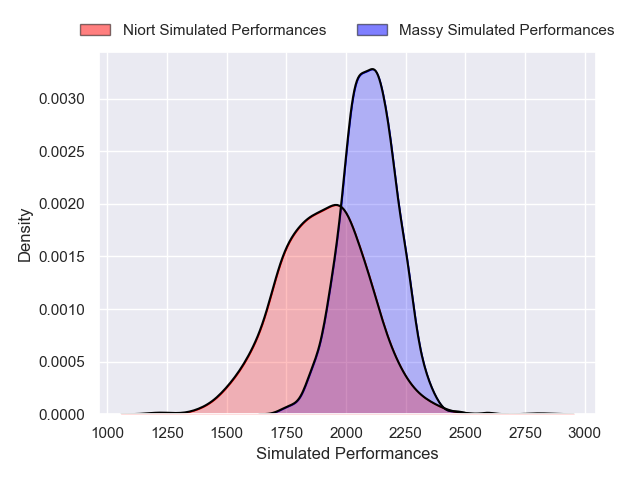 Niort Simulated Performances Massy Simulated Performances
0.0030
0.0025
0.0020
0.0015
0.0010
0.0005
0.0000
Density
1000 1250 1500 1750 2000 2250 2500 2750 3000
Simulated Performances